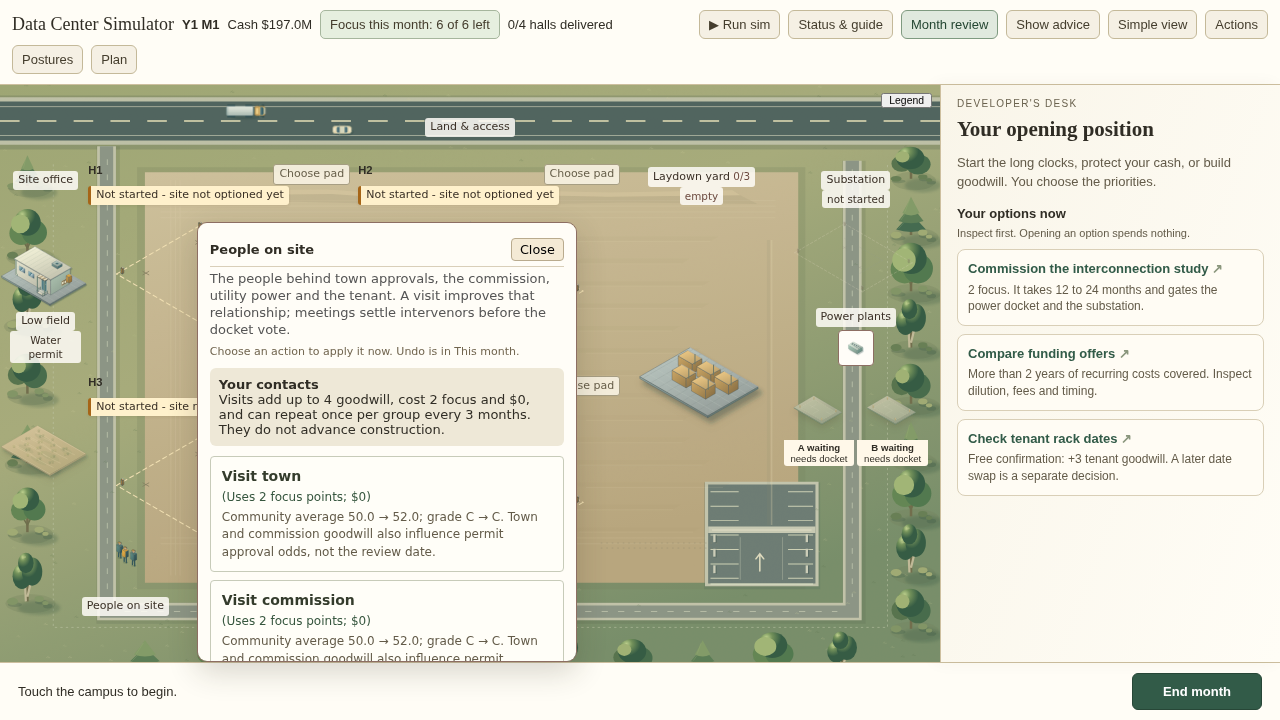 Data Center Simulator Y1 M1 Cash $197.0M Focus this month: 6 of 6 left 0/4 halls delivered ▶ Run sim Status & guide Month review Show advice Simple view Actions
Postures Plan
Legend
Land & access
Site office
H1
Choose pad
Not started - site not optioned yet
H2
Choose pad
Not started - site not optioned yet
Laydown yard 0/3
empty
Substation
not started
Low field
Water permit
Power plants
H3
Not started - site n
se pad
A waiting
needs docket
B waiting
needs docket
People on site
People on site
Close
The people behind town approvals, the commission,
utility power and the tenant. A visit improves that
relationship; meetings settle intervenors before the
docket vote.
Choose an action to apply it now. Undo is in This month.
Your contacts
Visits add up to 4 goodwill, cost 2 focus and $0,
and can repeat once per group every 3 months.
They do not advance construction.
Visit town
(Uses 2 focus points; $0)
Community average 50.0 → 52.0; grade C → C. Town
and commission goodwill also influence permit
approval odds, not the review date.
Visit commission
(Uses 2 focus points; $0)
Community average 50.0 → 52.0; grade C → C. Town
and commission goodwill also influence permit
DEVELOPER'S DESK
Your opening position
Start the long clocks, protect your cash, or build
goodwill. You choose the priorities.
Your options now
Inspect first. Opening an option spends nothing.
Commission the interconnection study ↗
2 focus. It takes 12 to 24 months and gates the
power docket and the substation.
Compare funding offers ↗
More than 2 years of recurring costs covered. Inspect
dilution, fees and timing.
Check tenant rack dates ↗
Free confirmation: +3 tenant goodwill. A later date
swap is a separate decision.
Touch the campus to begin.
End month